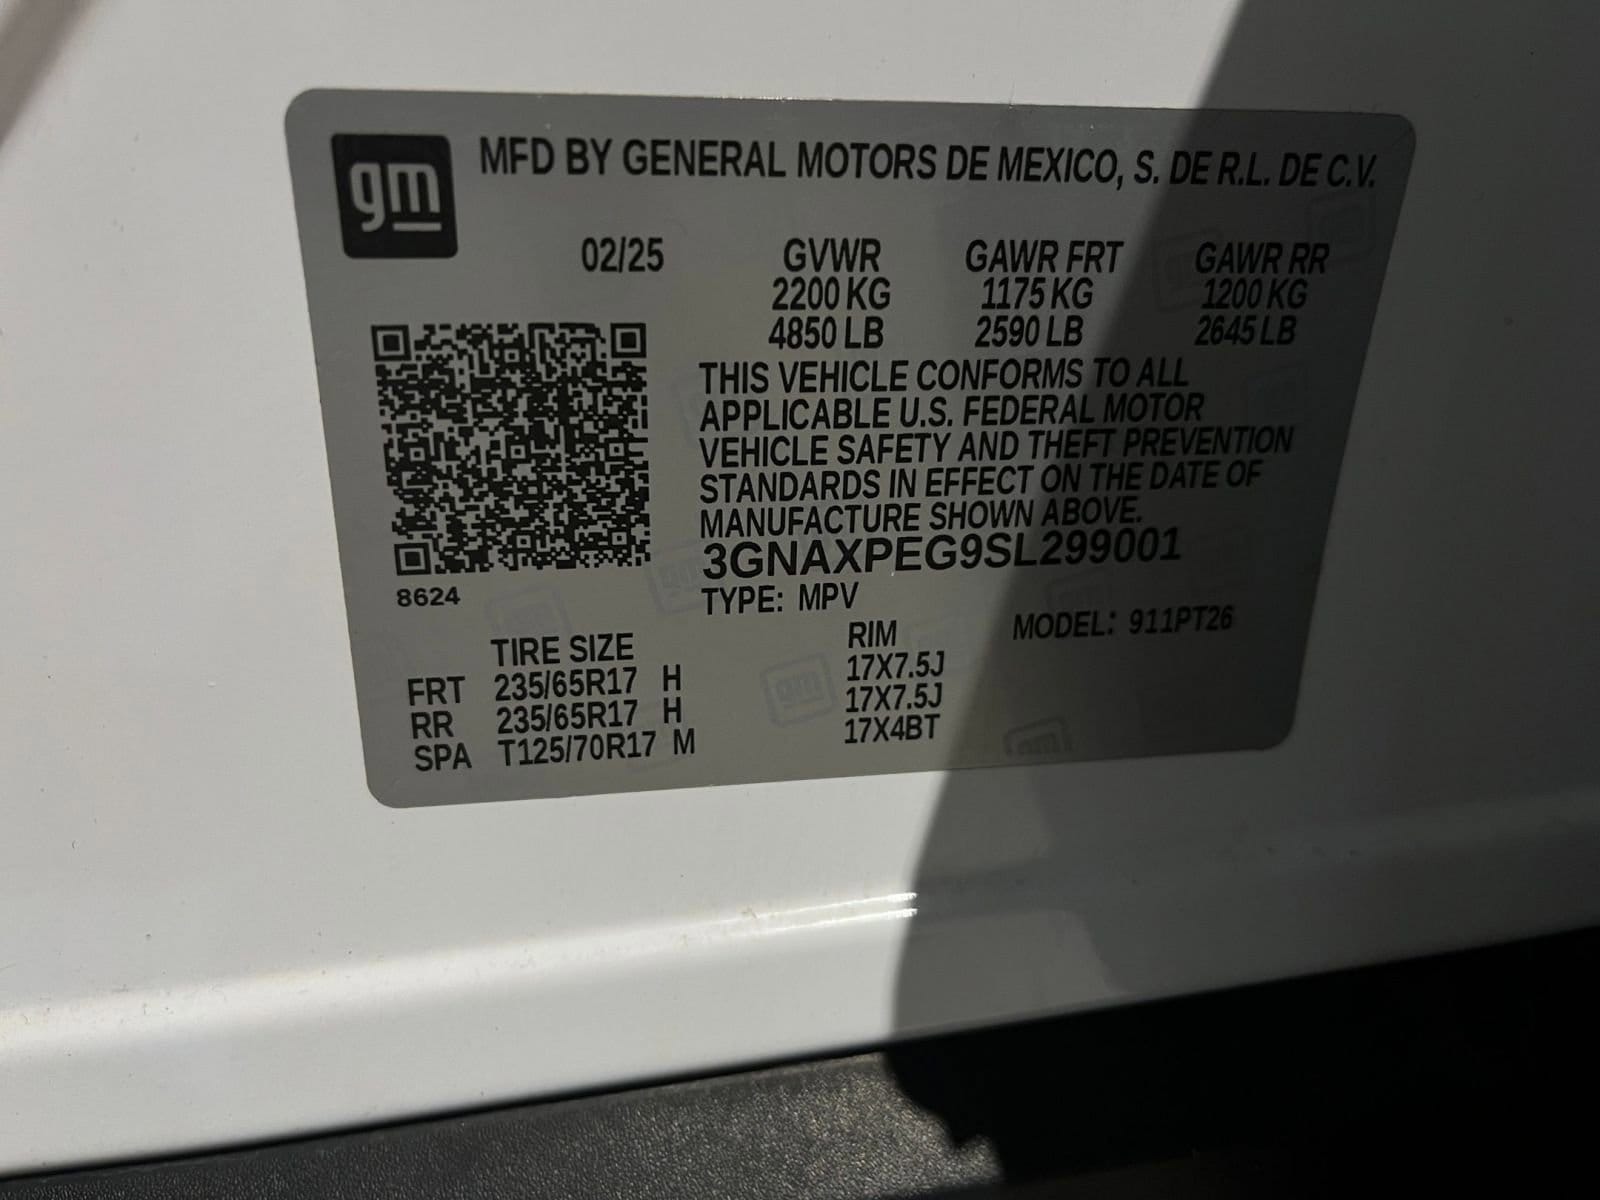 gm MFD BY GENERAL MOTORS DE MEXICO, S. DE R.L. DE C.V.
02/25 GVWR GAWR FRT GAWR RR
2200 KG 1175 KG 1200 KG
4850 LB 2590 LB 2645 LB
THIS VEHICLE CONFORMS TO ALL
APPLICABLE U.S. FEDERAL MOTOR
VEHICLE SAFETY AND THEFT PREVENTION
STANDARDS IN EFFECT ON THE DATE OF
MANUFACTURE SHOWN ABOVE.
3GNAXPEG9SL299001
8624
TYPE: MPV MODEL: 911PT26
TIRE SIZE RIM
FRT 235/65R17 H 17X7.5J
RR 235/65R17 H 17X7.5J
SPA T125/70R17 M 17X4BT
gm
gm